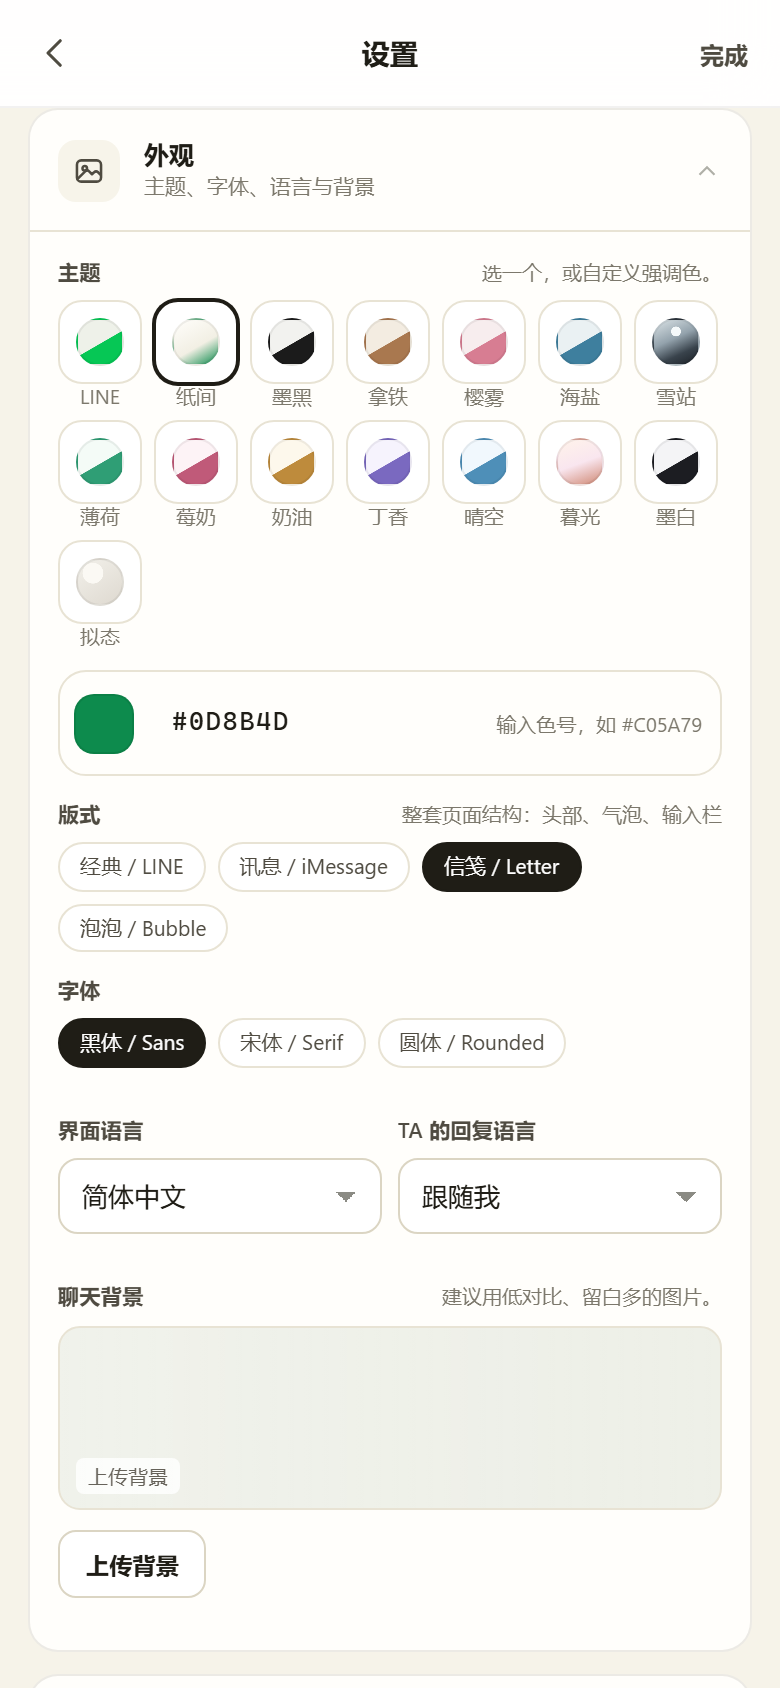 设置
完成
外观
主题、字体、语言与背景
主题
选一个，或自定义强调色。
LINE 纸间 墨黑 拿铁 樱雾 海盐 雪站
薄荷 莓奶 奶油 丁香 晴空 暮光 墨白
拟态
#0D8B4D
输入色号，如 #C05A79
版式
整套页面结构：头部、气泡、输入栏
经典 / LINE
讯息 / iMessage
信笺 / Letter
泡泡 / Bubble
字体
黑体 / Sans
宋体 / Serif
圆体 / Rounded
界面语言
TA 的回复语言
简体中文
跟随我
聊天背景
建议用低对比、留白多的图片。
上传背景
上传背景